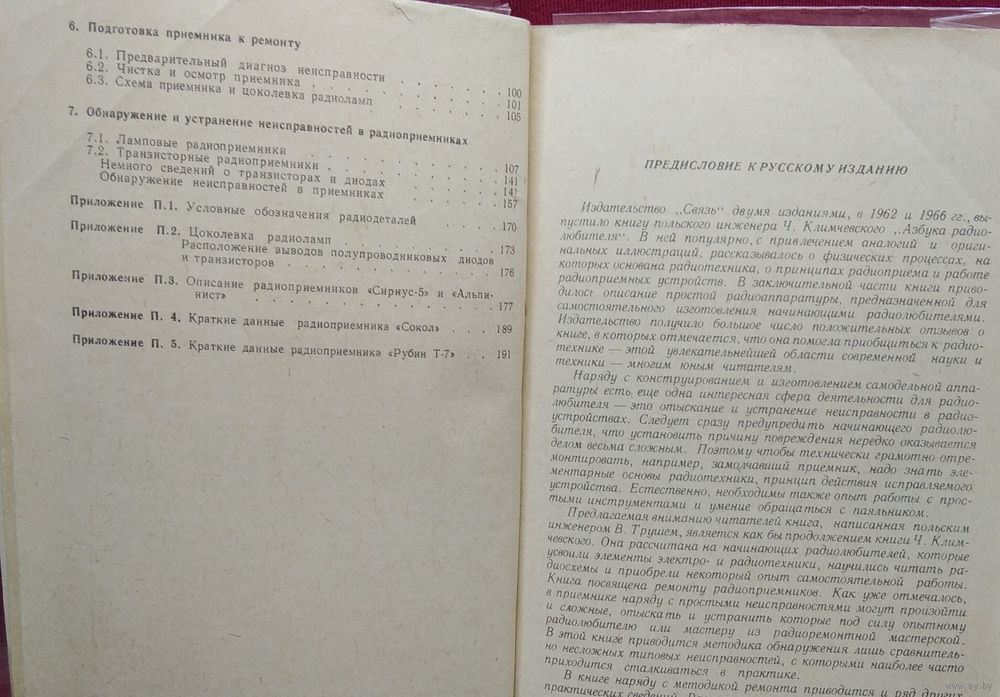 6. Подготовка приемника к ремонту
6.1. Предварительный диагноз неисправности . . . . . 100
6.2. Чистка и осмотр приемника . . . . . . . . 101
6.3. Схема приемника и цоколевка радиоламп . . . . . 105
7. Обнаружение и устранение неисправностей в радиоприемниках
7.1. Ламповые радиоприемники . . . . . . . . 107
7.2. Транзисторные радиоприемники . . . . . . . 141
Немного сведений о транзисторах и диодах . . . . . 141
Обнаружение неисправностей в приемниках . . . . . 157
Приложение П.1. Условные обозначения радиодеталей . . . . 170
Приложение П.2. Цоколевка радиоламп . . . . . . . 173
Расположение выводов полупроводниковых диодов
и транзисторов . . . . . . . . . 176
Приложение П.3. Описание радиоприемников «Сириус-5» и «Альпи-
нист» . . . . . . . . . . 177
Приложение П. 4. Краткие данные радиоприемника «Сокол» . . . 189
Приложение П. 5. Краткие данные радиоприемника «Рубин Т-7» . . 191
ПРЕДИСЛОВИЕ К РУССКОМУ ИЗДАНИЮ
Издательство „Связь“ двумя изданиями, в 1962 и 1966 гг., вы-
пустило книгу польского инженера Ч. Климчевского „Азбука радио-
любителя“. В ней популярно, с привлечением аналогий и ориги-
нальных иллюстраций, рассказывалось о физических процессах, на
которых основана радиотехника, о принципах радиоприема и работе
радиоприемных устройств. В заключительной части книги приво-
дилось описание простой радиоаппаратуры, предназначенной для
самостоятельного изготовления начинающими радиолюбителями.
Издательство получило большое число положительных отзывов о
книге, в которых отмечается, что она помогла приобщиться к радио-
технике — этой увлекательнейшей области современной науки и
техники — многим юным читателям.
Наряду с конструированием и изготовлением самодельной аппа-
ратуры есть еще одна интересная сфера деятельности для радио-
любителя — это отыскание и устранение неисправности в радио-
устройствах. Следует сразу предупредить начинающего радиолю-
бителя, что установить причину повреждения нередко оказывается
делом весьма сложным. Поэтому чтобы технически грамотно отре-
монтировать, например, замолчавший приемник, надо знать эле-
ментарные основы радиотехники, принцип действия исправляемого
устройства. Естественно, необходимы также опыт работы с прос-
тыми инструментами и умение обращаться с паяльником.
Предлагаемая вниманию читателей книга, написанная польским
инженером В. Трушем, является как бы продолжением книги Ч. Клим-
чевского. Она рассчитана на начинающих радиолюбителей, которые
усвоили элементы электро- и радиотехники, научились читать ра-
диосхемы и приобрели некоторый опыт самостоятельной работы.
Книга посвящена ремонту радиоприемников. Как уже отмечалось,
в приемнике наряду с простыми неисправностями могут произойти
и сложные, отыскать и устранить которые под силу опытному
радиолюбителю или мастеру из радиоремонтной мастерской.
В этой книге приводится методика обнаружения лишь сравнитель-
но несложных типовых неисправностей, с которыми наиболее часто
приходится сталкиваться в практике.
В книге наряду с методикой ремонта приводится и ряд других
практических сведений.
www.ay.by